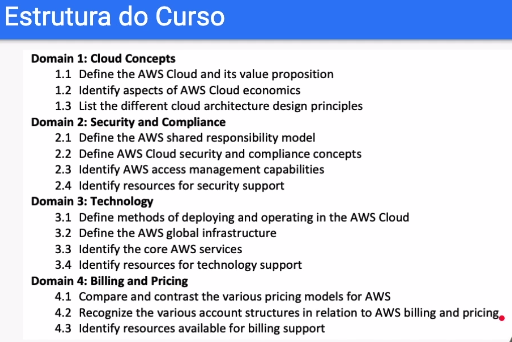 Estrutura do Curso
Domain 1: Cloud Concepts
1.1 Define the AWS Cloud and its value proposition
1.2 Identify aspects of AWS Cloud economics
1.3 List the different cloud architecture design principles
Domain 2: Security and Compliance
2.1 Define the AWS shared responsibility model
2.2 Define AWS Cloud security and compliance concepts
2.3 Identify AWS access management capabilities
2.4 Identify resources for security support
Domain 3: Technology
3.1 Define methods of deploying and operating in the AWS Cloud
3.2 Define the AWS global infrastructure
3.3 Identify the core AWS services
3.4 Identify resources for technology support
Domain 4: Billing and Pricing
4.1 Compare and contrast the various pricing models for AWS
4.2 Recognize the various account structures in relation to AWS billing and pricing
4.3 Identify resources available for billing support